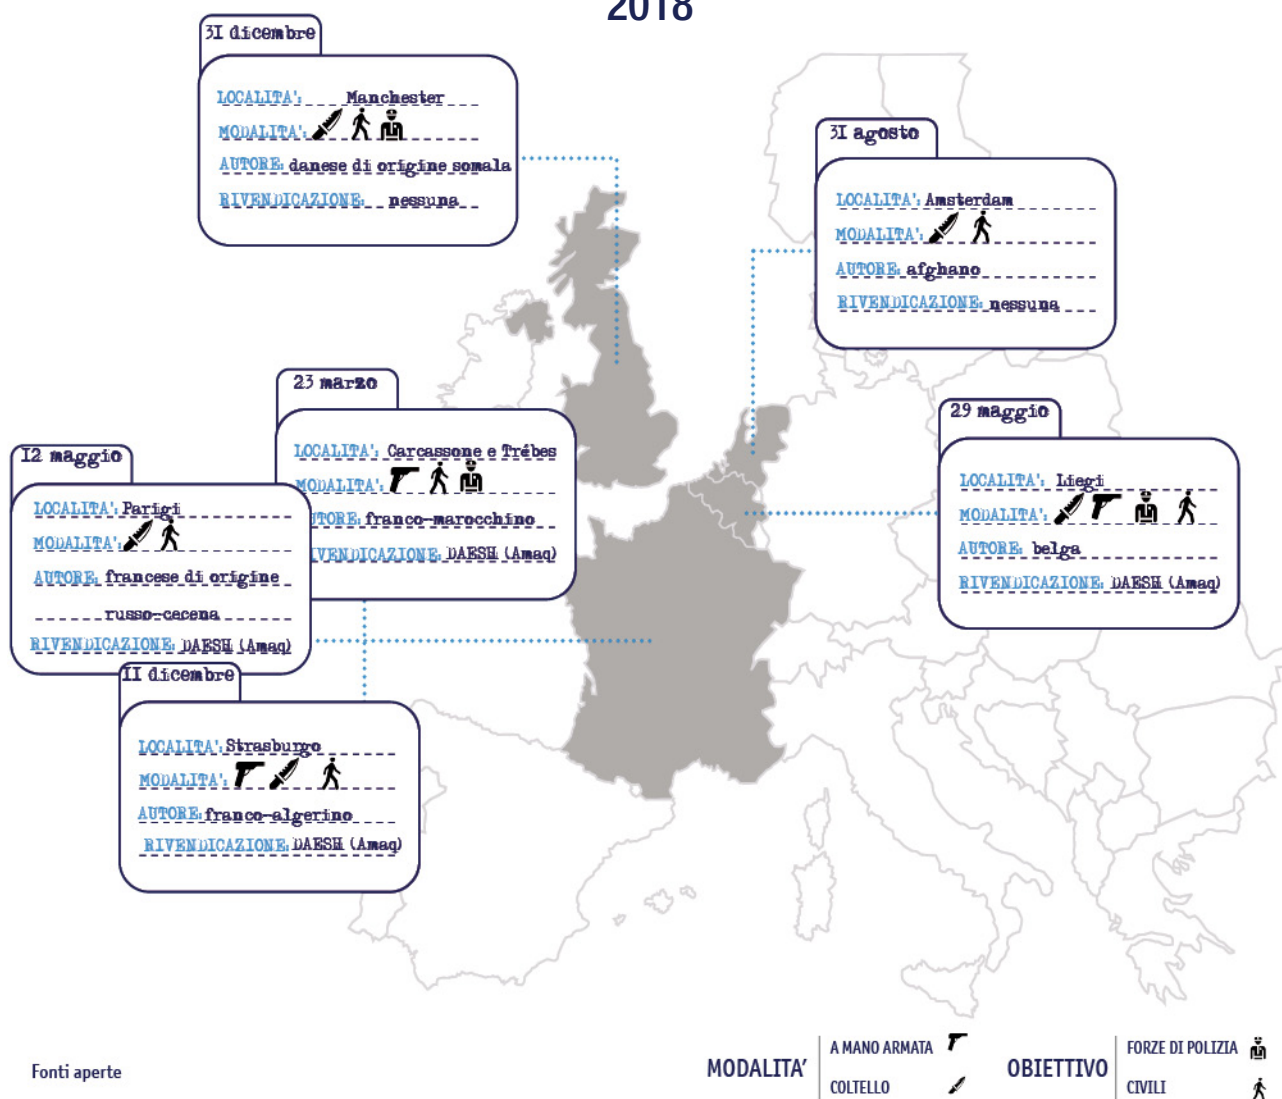 2018
31 dicembre
LOCALITA': Manchester
MODALITA':
AUTORE: danese di origine somala
RIVENDICAZIONE: nessuna
31 agosto
LOCALITA': Amsterdam
MODALITA':
AUTORE: afghano
RIVENDICAZIONE: nessuna
23 marzo
LOCALITA': Carcassone e Trébes
MODALITA':
UTORE: franco-marocchino
IVENDICAZIONE: DAESH (Amaq)
12 maggio
LOCALITA': Parigi
MODALITA':
AUTORE: francese di origine
russo-cecena
RIVENDICAZIONE: DAESH (Amaq)
29 maggio
LOCALITA': Liegi
MODALITA':
AUTORE: belga
RIVENDICAZIONE: DAESH (Amaq)
11 dicembre
LOCALITA': Strasburgo
MODALITA':
AUTORE: franco-algerino
RIVENDICAZIONE: DAESH (Amaq)
Fonti aperte
MODALITA'
A MANO ARMATA
COLTELLO
OBIETTIVO
FORZE DI POLIZIA
CIVILI